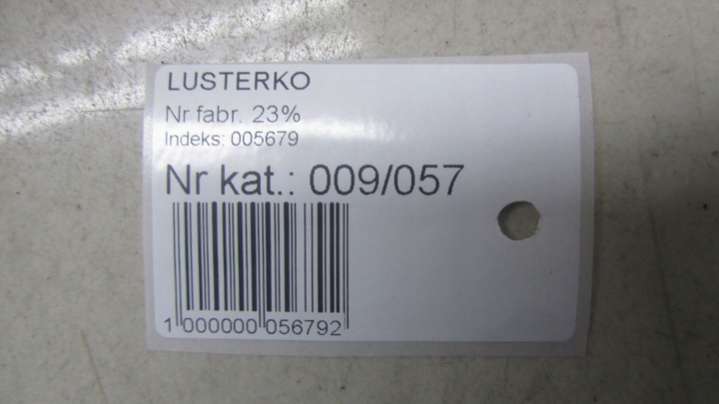 LUSTERKO
Nr fabr. 23%
Indeks: 005679
Nr kat.: 009/057
1 000000 056792